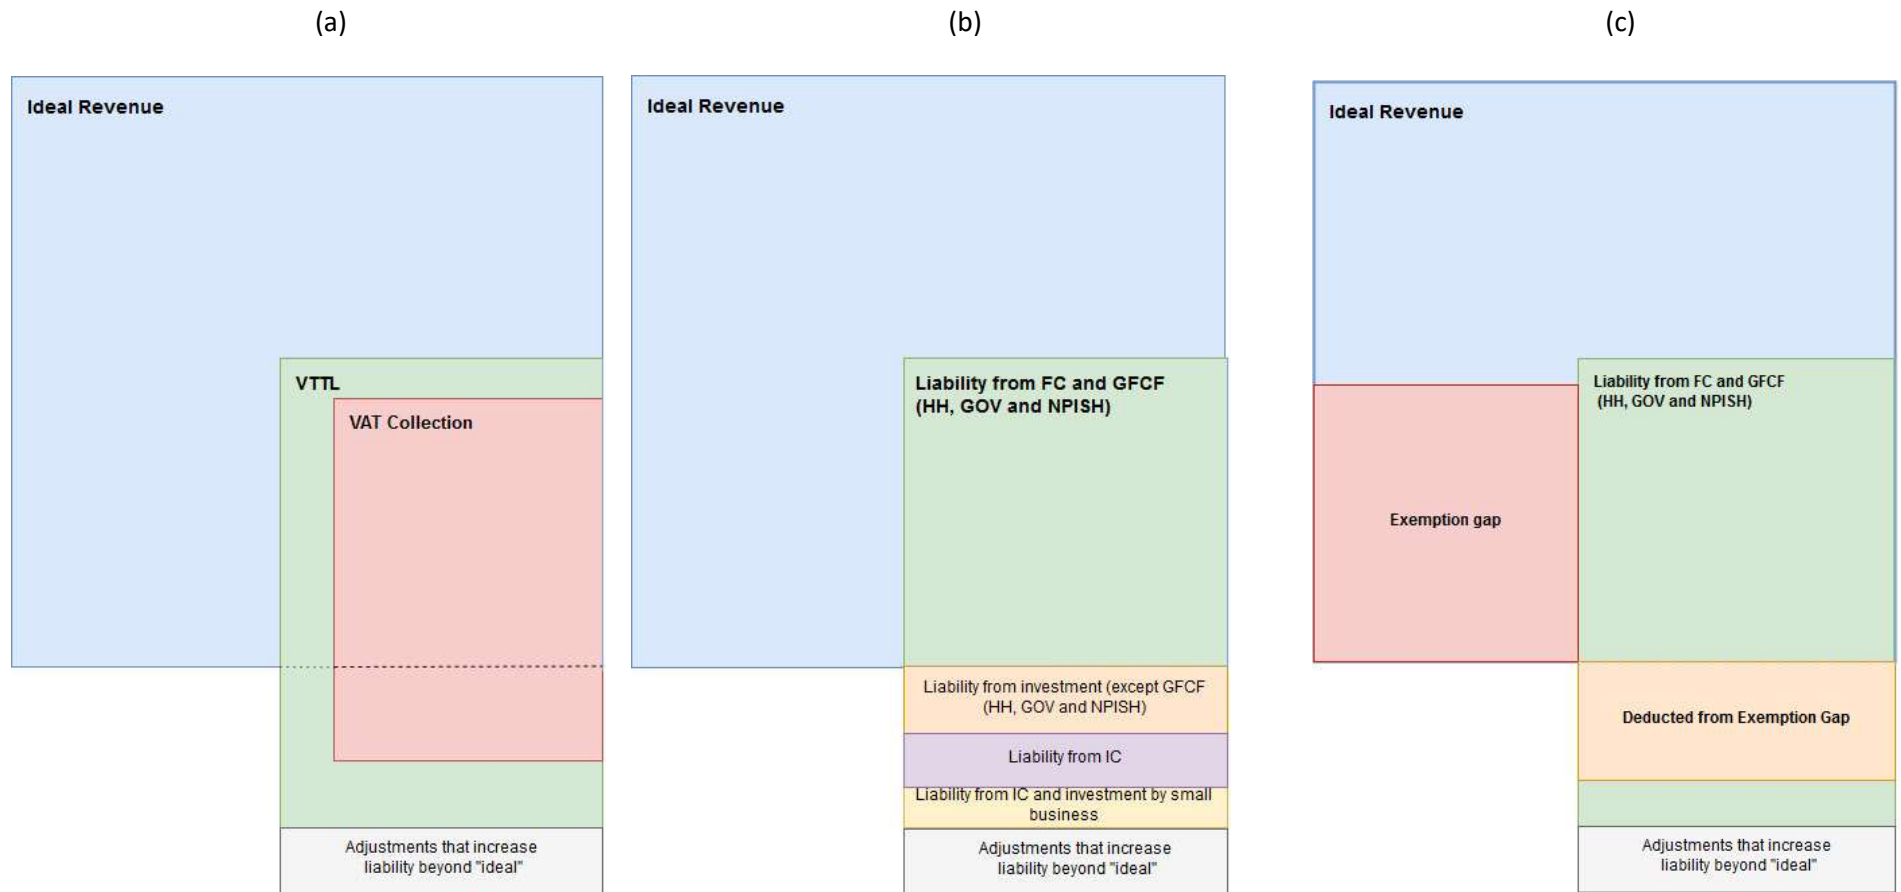 (a)
Ideal Revenue
VTTL
VAT Collection
Adjustments that increase
liability beyond "ideal"
(b)
Ideal Revenue
Liability from FC and GFCF
(HH, GOV and NPISH)
Liability from investment (except GFCF
(HH, GOV and NPISH)
Liability from IC
Liability from IC and investment by small
business
Adjustments that increase
liability beyond "ideal"
(c)
Ideal Revenue
Liability from FC and GFCF
(HH, GOV and NPISH)
Exemption gap
Deducted from Exemption Gap
Adjustments that increase
liability beyond "ideal"